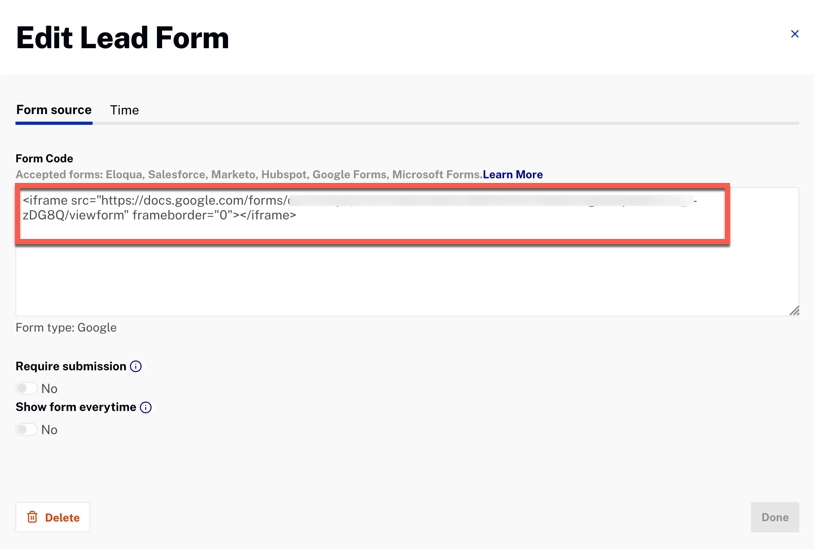 Edit Lead Form
Form source Time
Form Code
Accepted forms: Eloqua, Salesforce, Marketo, Hubspot, Google Forms, Microsoft Forms.Learn More
<iframe src="https://docs.google.com/forms/ -
zDG8Q/viewform" frameborder="0"></iframe>
Form type: Google
Require submission
No
Show form everytime
No
Delete Done